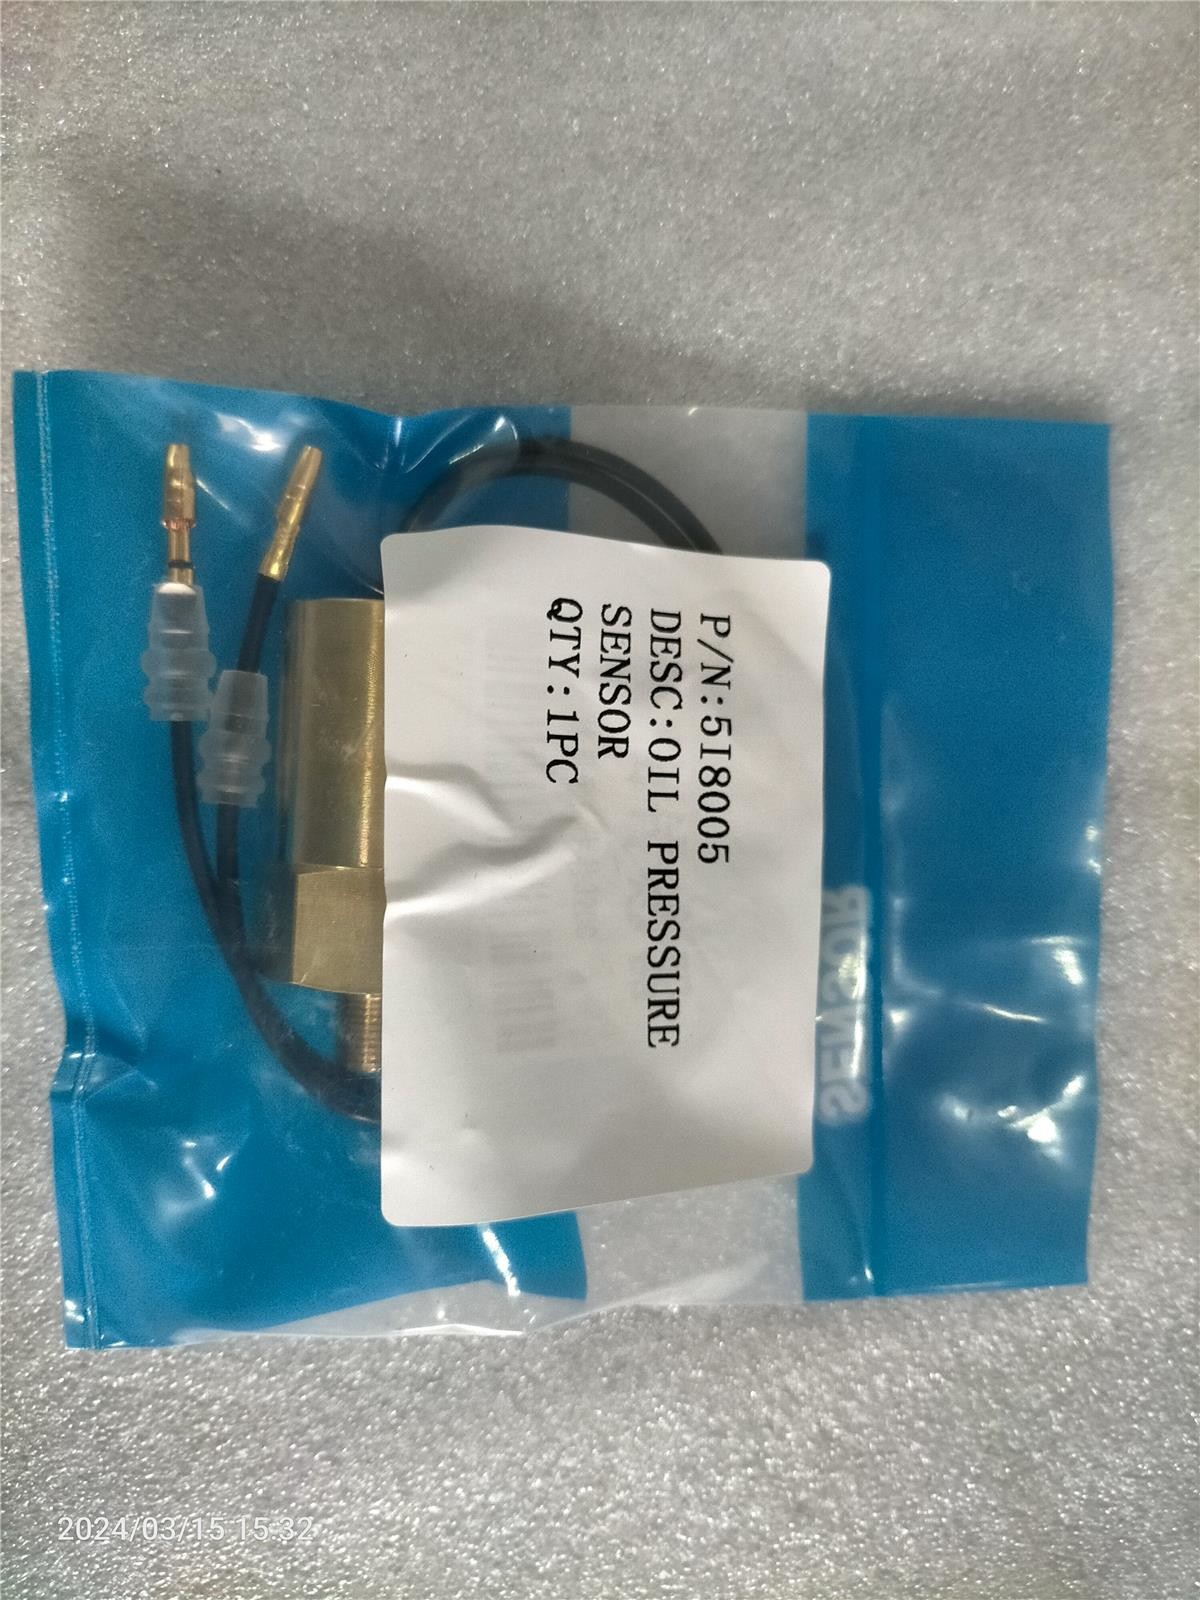 P/N:5I8005
DESC:OIL PRESSURE
SENSOR
QTY:1PC
SENSOR
2024/03/15 15:32